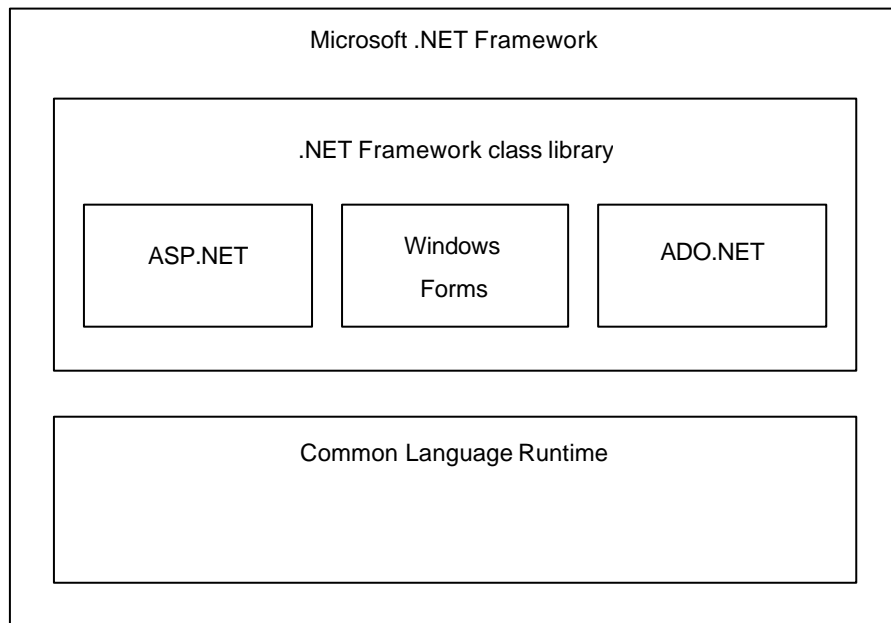 Microsoft .NET Framework
.NET Framework class library
ASP.NET
Windows
Forms
ADO.NET
Common Language Runtime